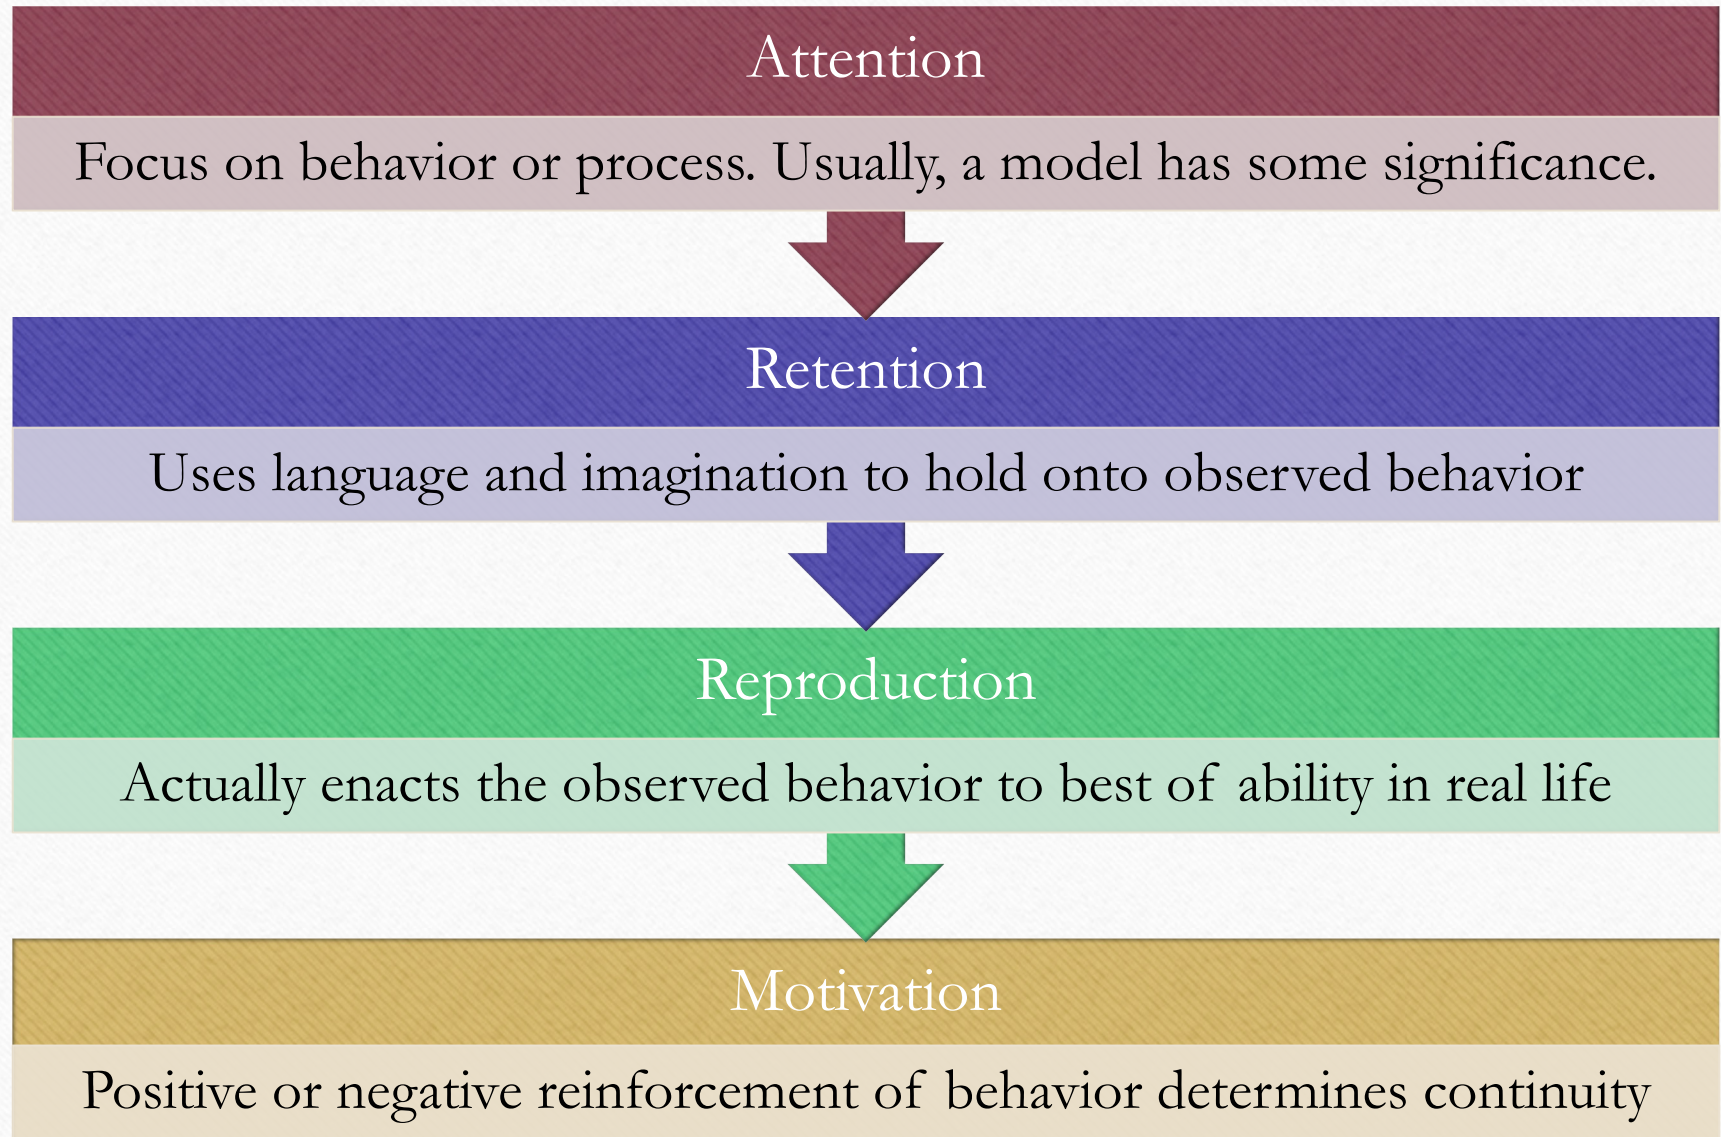 Attention
Focus on behavior or process. Usually, a model has some significance.
Retention
Uses language and imagination to hold onto observed behavior
Reproduction
Actually enacts the observed behavior to best of ability in real life
Motivation
Positive or negative reinforcement of behavior determines continuity